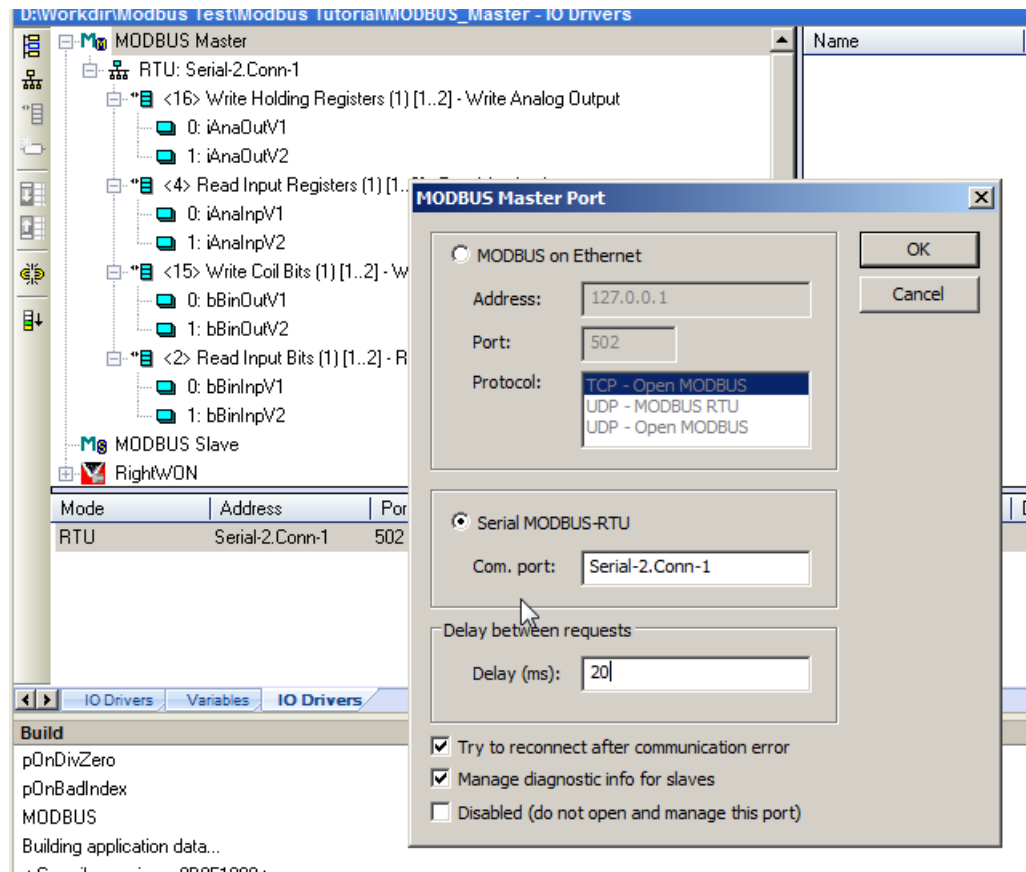 D:\Workdir\Modbus Test\Modbus Tutorial\MODBUS_Master - IO Drivers
MODBUS Master
RTU: Serial-2.Conn-1
<16> Write Holding Registers (1) [1..2] - Write Analog Output
0: iAnaOutV1
1: iAnaOutV2
<4> Read Input Registers (1) [1..
0: iAnaInpV1
1: iAnaInpV2
<15> Write Coil Bits (1) [1..2] - W
0: bBinOutV1
1: bBinOutV2
<2> Read Input Bits (1) [1..2] - R
0: bBinInpV1
1: bBinInpV2
MODBUS Slave
RightWON
Name
Mode Address Por
RTU Serial-2.Conn-1 502
IO Drivers Variables IO Drivers
Build
pOnDivZero
pOnBadIndex
MODBUS
Building application data...
MODBUS Master Port
MODBUS on Ethernet
Address: 127.0.0.1
Port: 502
Protocol: TCP - Open MODBUS
UDP - MODBUS RTU
UDP - Open MODBUS
Serial MODBUS-RTU
Com. port: Serial-2.Conn-1
Delay between requests
Delay (ms): 20
Try to reconnect after communication error
Manage diagnostic info for slaves
Disabled (do not open and manage this port)
OK
Cancel